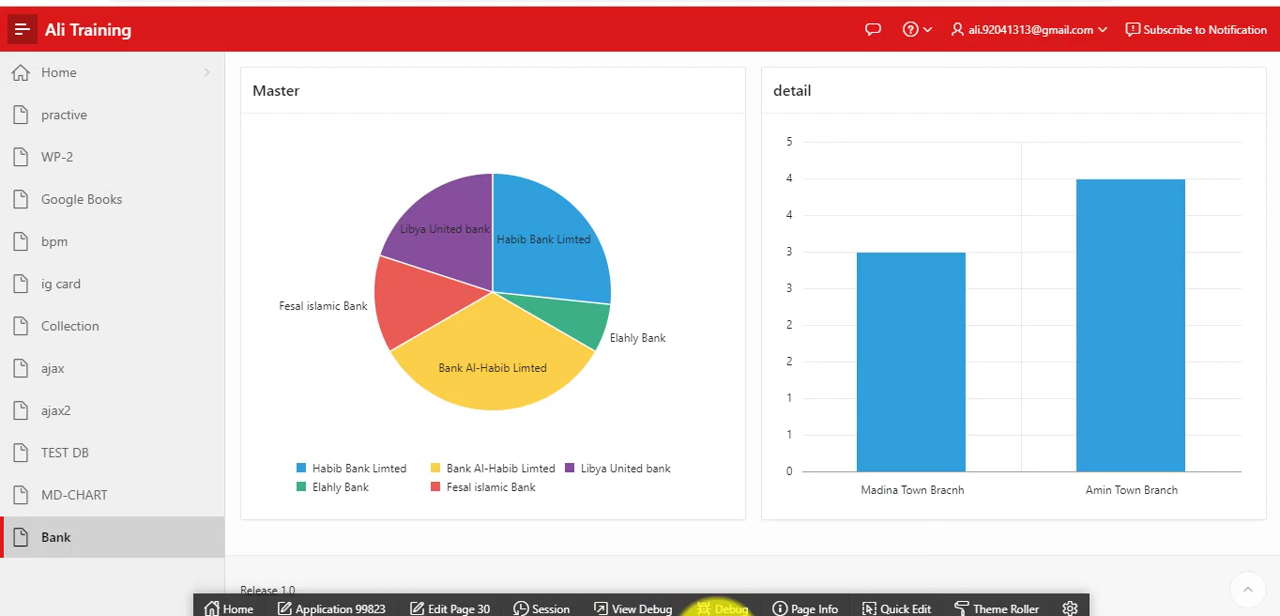 Ali Training
ali.92041313@gmail.com
Subscribe to Notification
Home
practive
WP-2
Google Books
bpm
ig card
Collection
ajax
ajax2
TEST DB
MD-CHART
Bank
Master
Libya United bank
Habib Bank Limted
Fesal islamic Bank
Elahly Bank
Bank Al-Habib Limted
Habib Bank Limted Bank Al-Habib Limted Libya United bank
Elahly Bank Fesal islamic Bank
detail
5
4
4
3
3
2
2
1
1
0
Madina Town Bracnh Amin Town Branch
Release 1.0
Home Application 99823 Edit Page 30 Session View Debug Debug Page Info Quick Edit Theme Roller